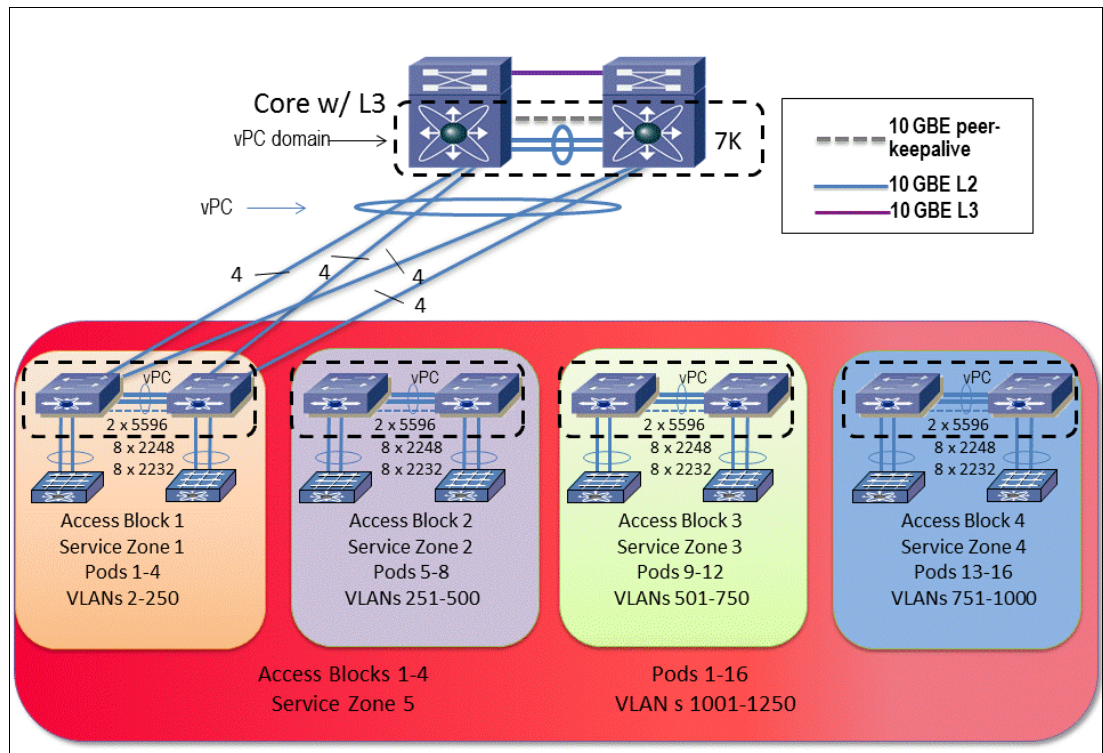 Core w/ L3
vPC domain
7K
10 GBE peer-
keepalive
10 GBE L2
10 GBE L3
vPC
4
4
4
4
vPC
2 x 5596
8 x 2248
8 x 2232
Access Block 1
Service Zone 1
Pods 1-4
VLANs 2-250
vPC
2 x 5596
8 x 2248
8 x 2232
Access Block 2
Service Zone 2
Pods 5-8
VLANs 251-500
vPC
2 x 5596
8 x 2248
8 x 2232
Access Block 3
Service Zone 3
Pods 9-12
VLANs 501-750
vPC
2 x 5596
8 x 2248
8 x 2232
Access Block 4
Service Zone 4
Pods 13-16
VLANs 751-1000
Access Blocks 1-4
Service Zone 5
Pods 1-16
VLAN s 1001-1250